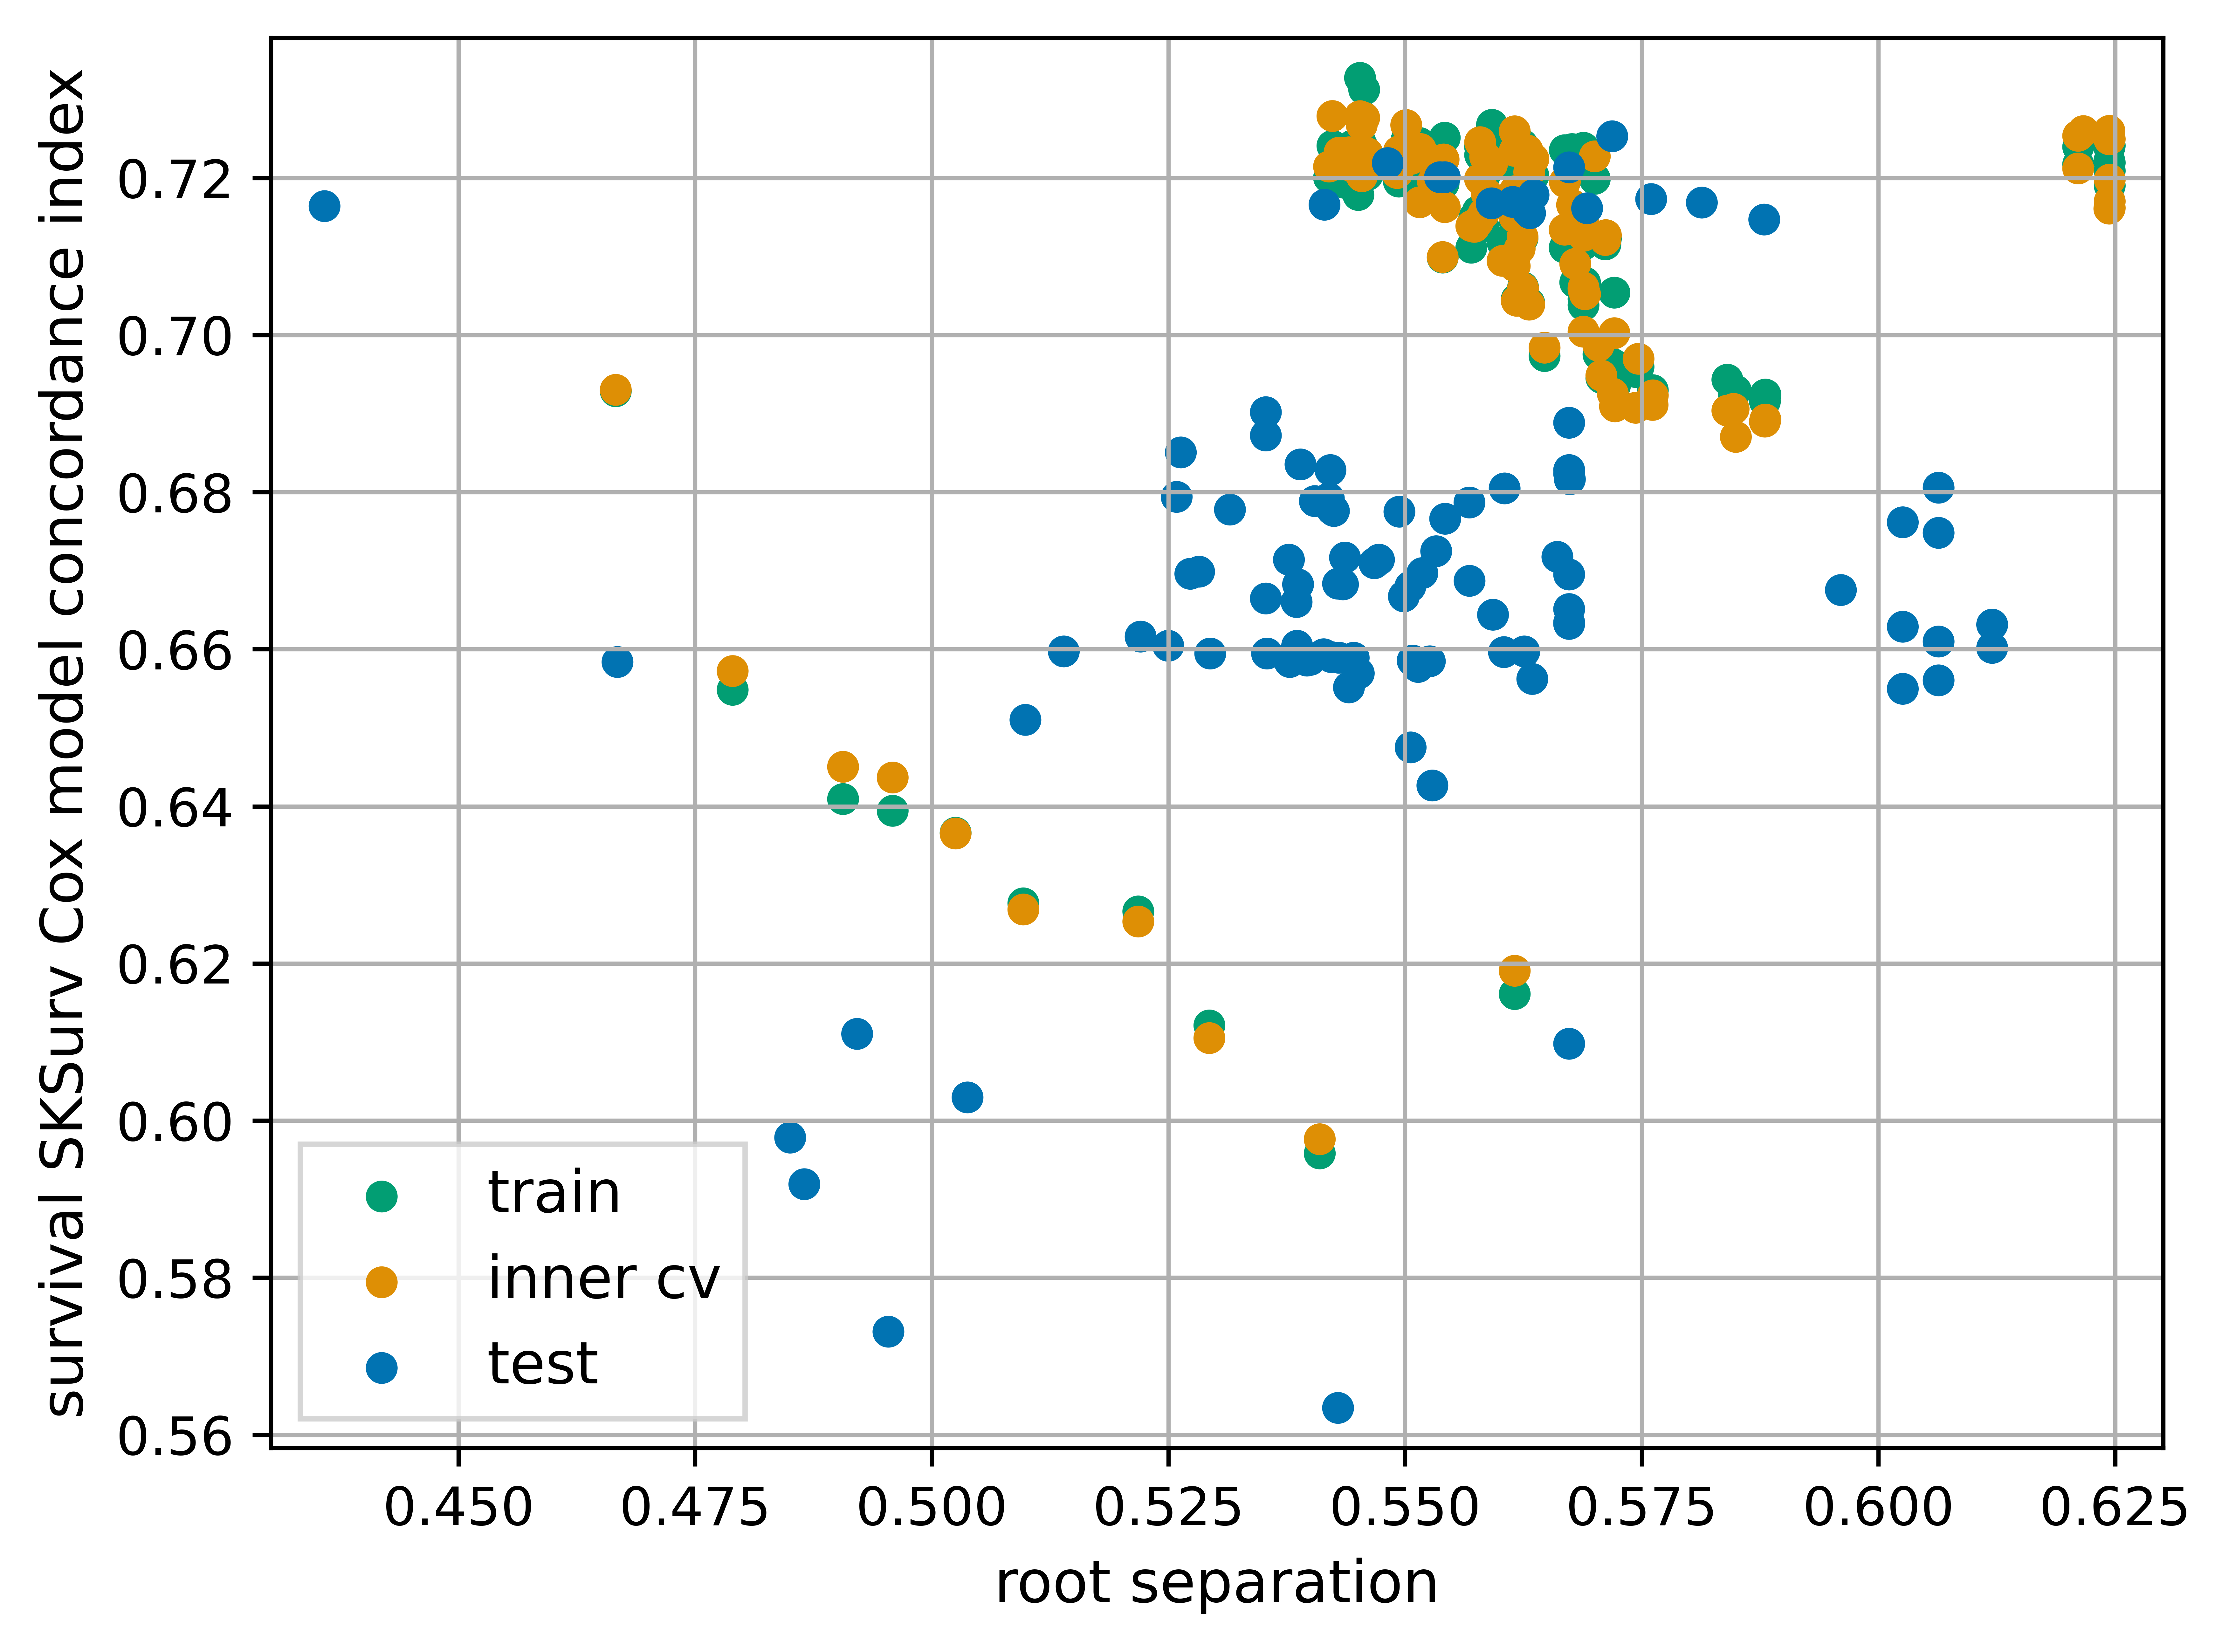 survival SKSurv Cox model concordance index
0.72
0.70
0.68
0.66
0.64
0.62
0.60
0.58
0.56
train
inner cv
test
0.450 0.475 0.500 0.525 0.550 0.575 0.600 0.625
root separation